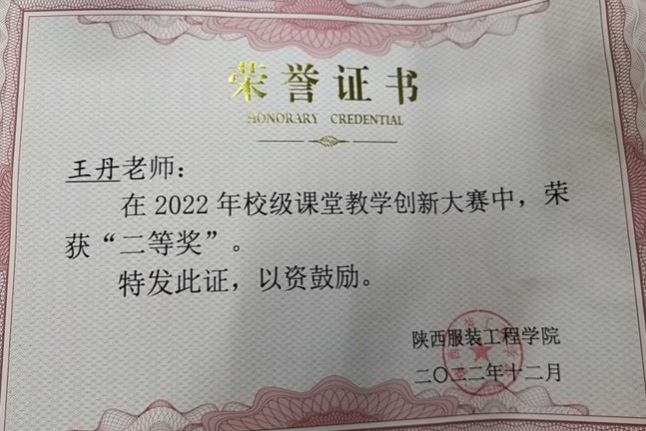 荣誉证书
HONORARY CREDENTIAL
王丹老师：
在2022年校级课堂教学创新大赛中，荣
获“二等奖”。
特发此证，以资鼓励。
陕西服装工程学院
二〇二二年十二月